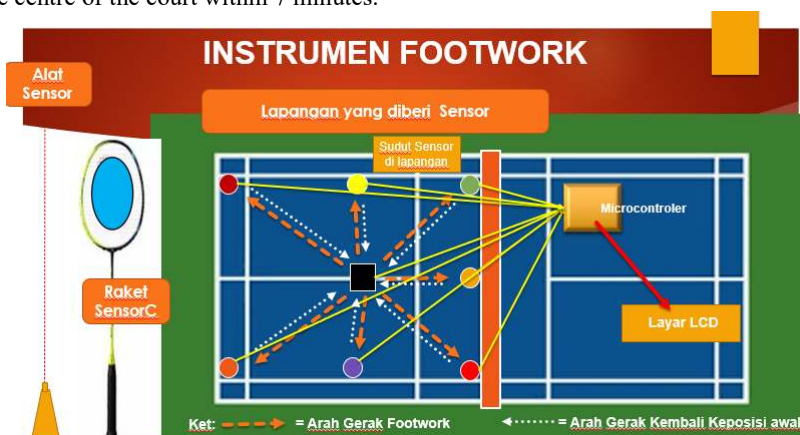 e centre of the court within 7 minutes.
INSTRUMEN FOOTWORK
Alat
Sensor
Lapangan yang diberi Sensor
Sudut Sensor
di lapangan
Microcontroler
Raket
SensorC
Layar LCD
Ket: = Arah Gerak Footwork = Arah Gerak Kembali Keposisi awal